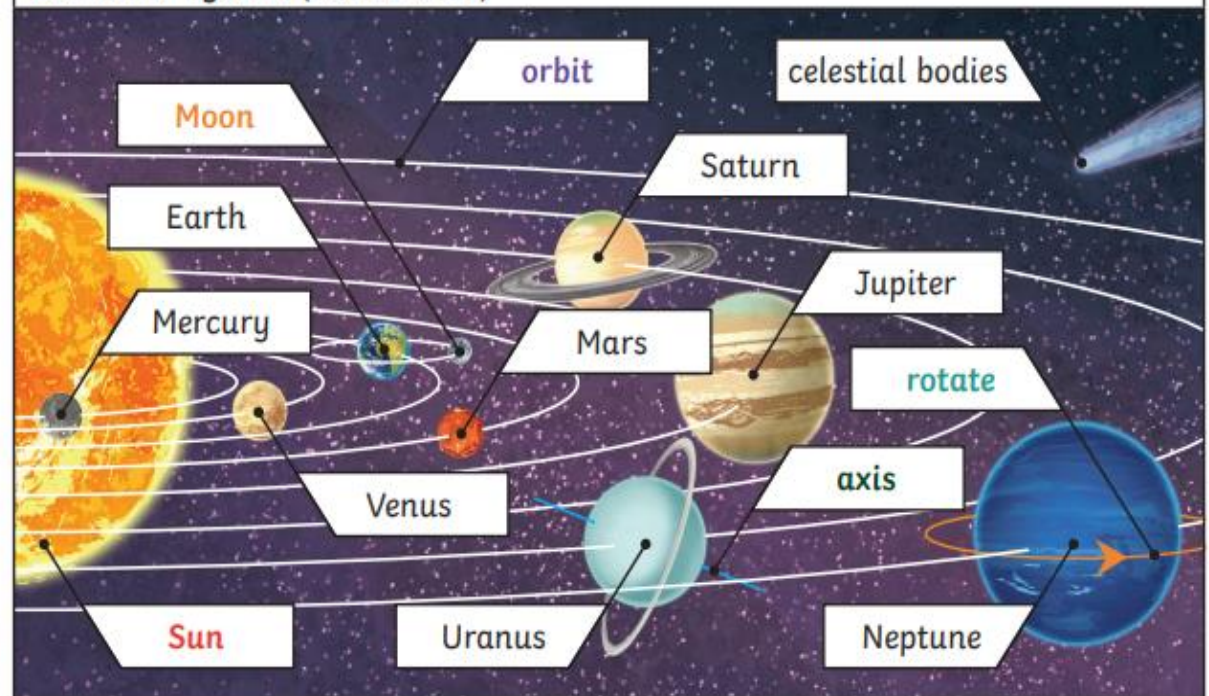 orbit
celestial bodies
Moon
Saturn
Earth
Jupiter
Mercury
Mars
rotate
axis
Venus
Sun
Uranus
Neptune